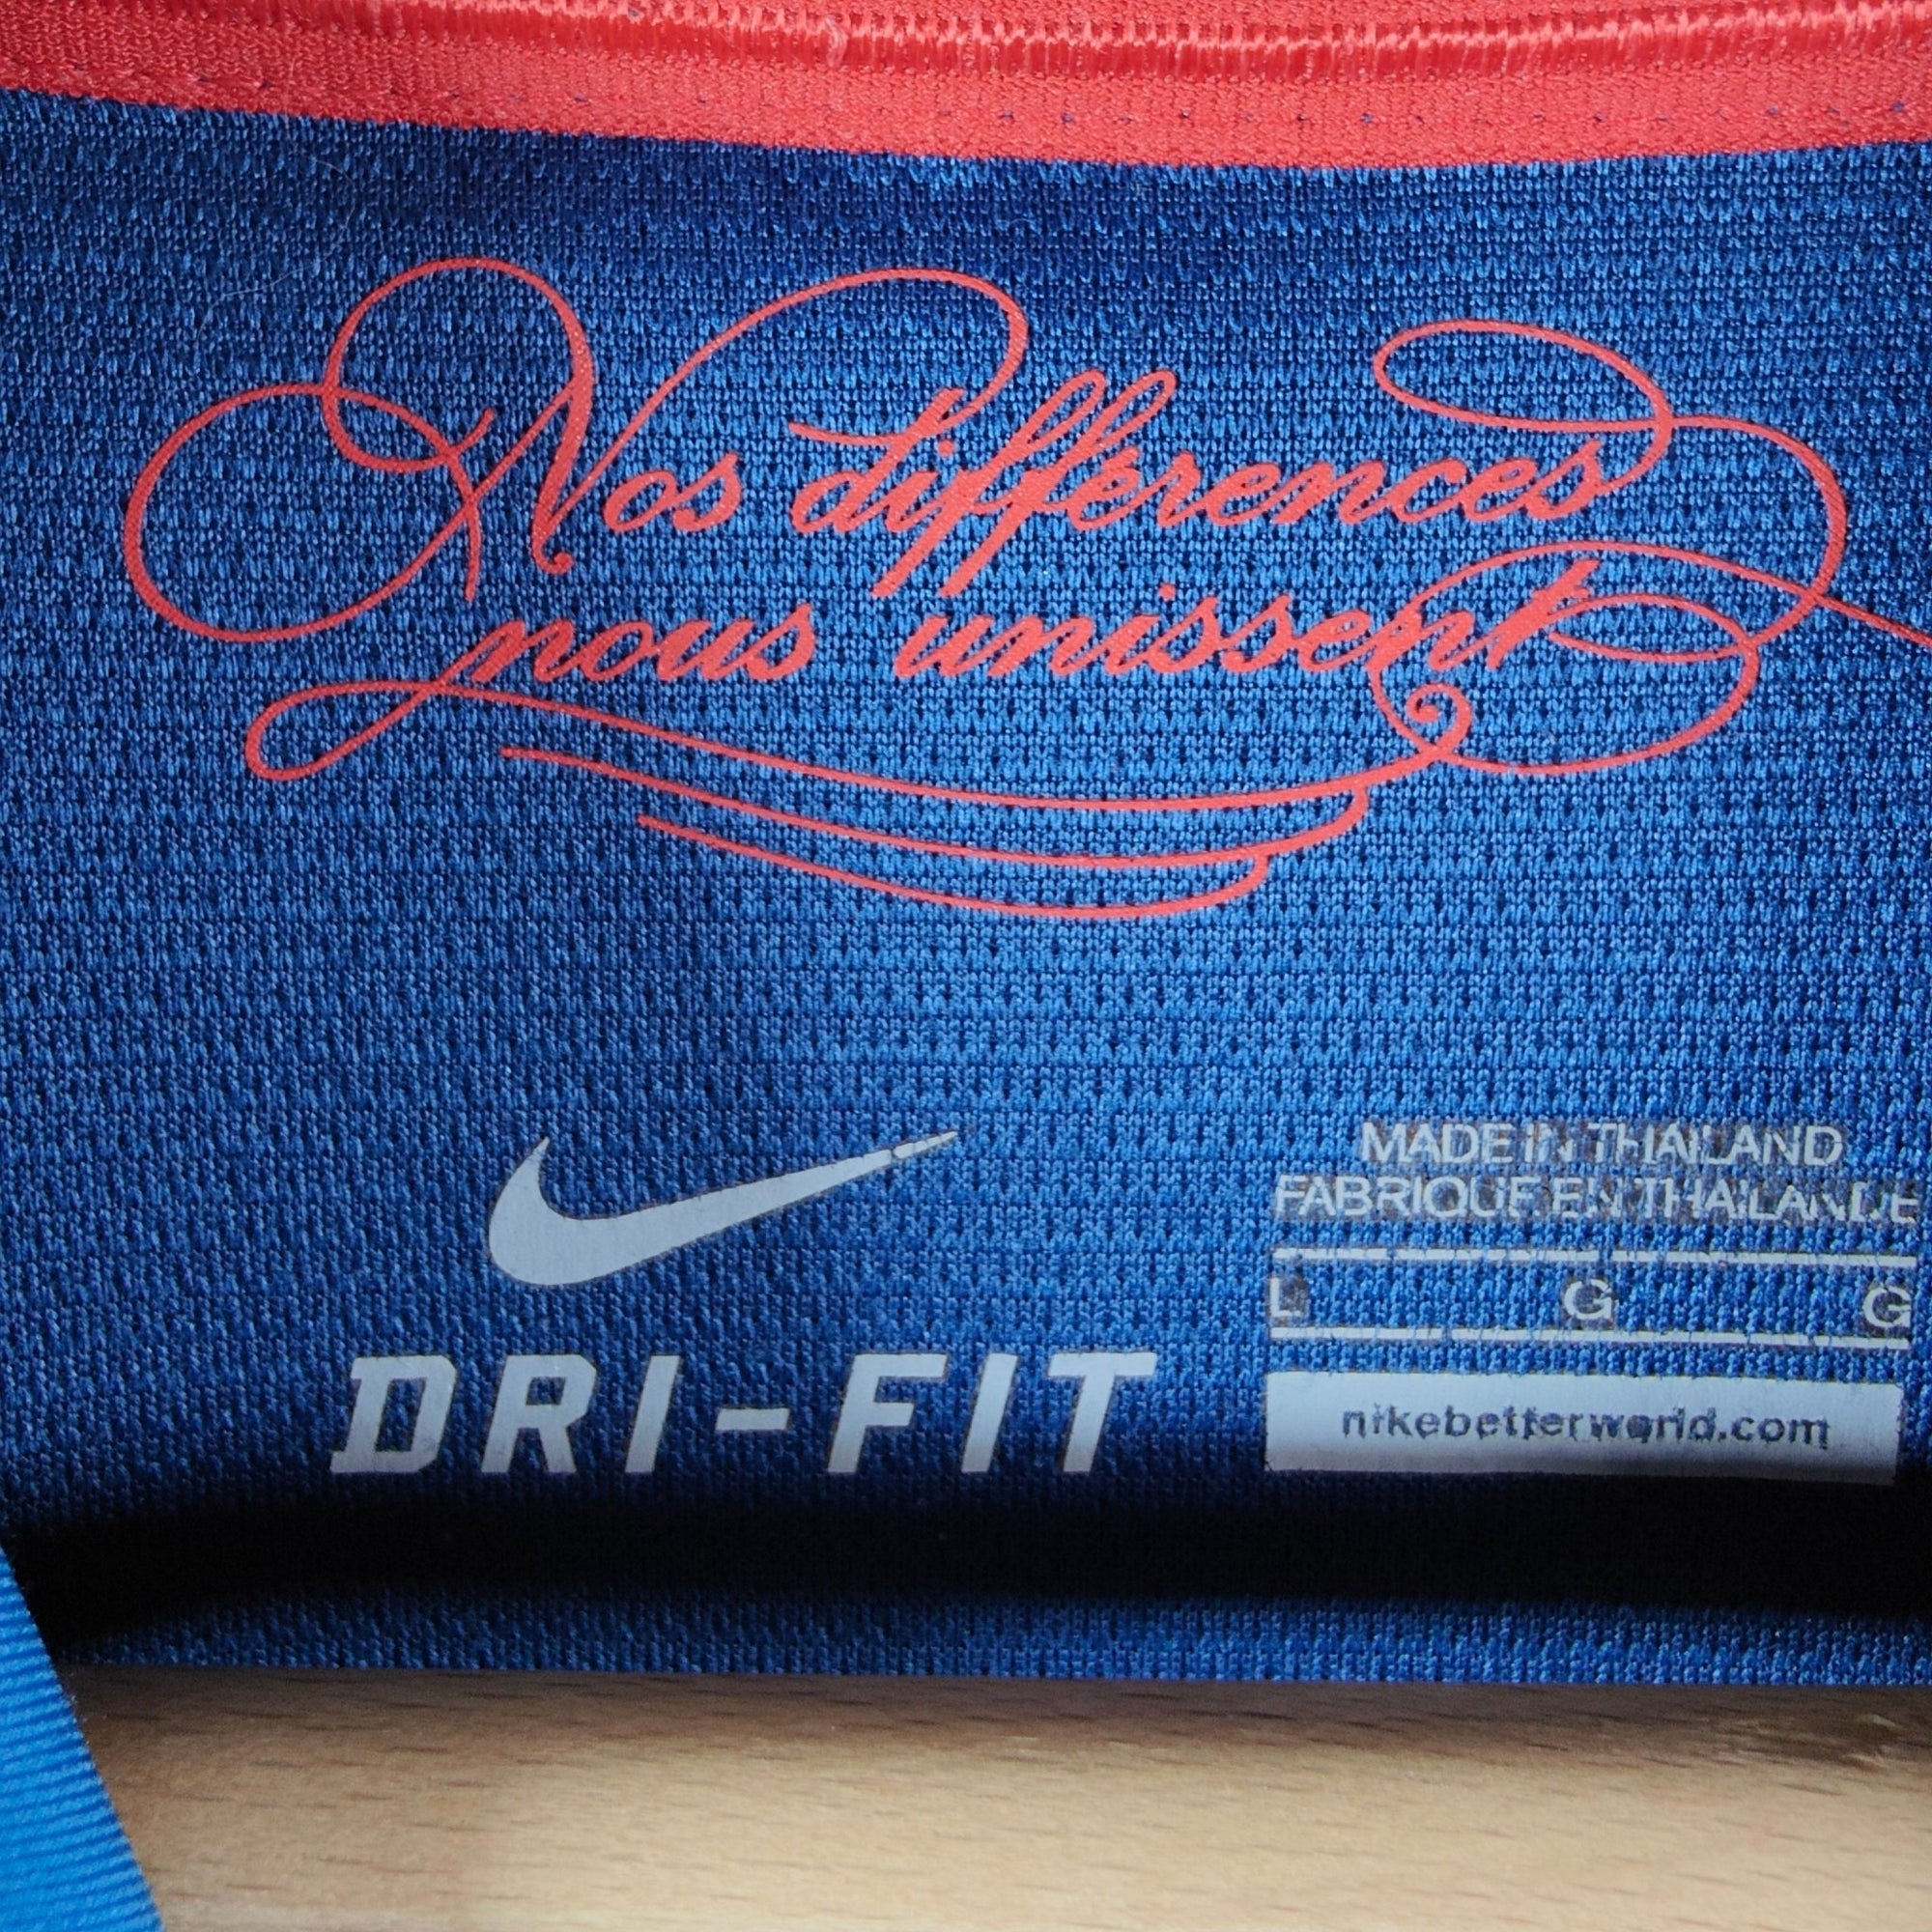 Nos différences
nous unissent
DRI-FIT
MADE IN THAILAND
FABRIQUE EN THAILANDE
L G G
nikebetterworld.com